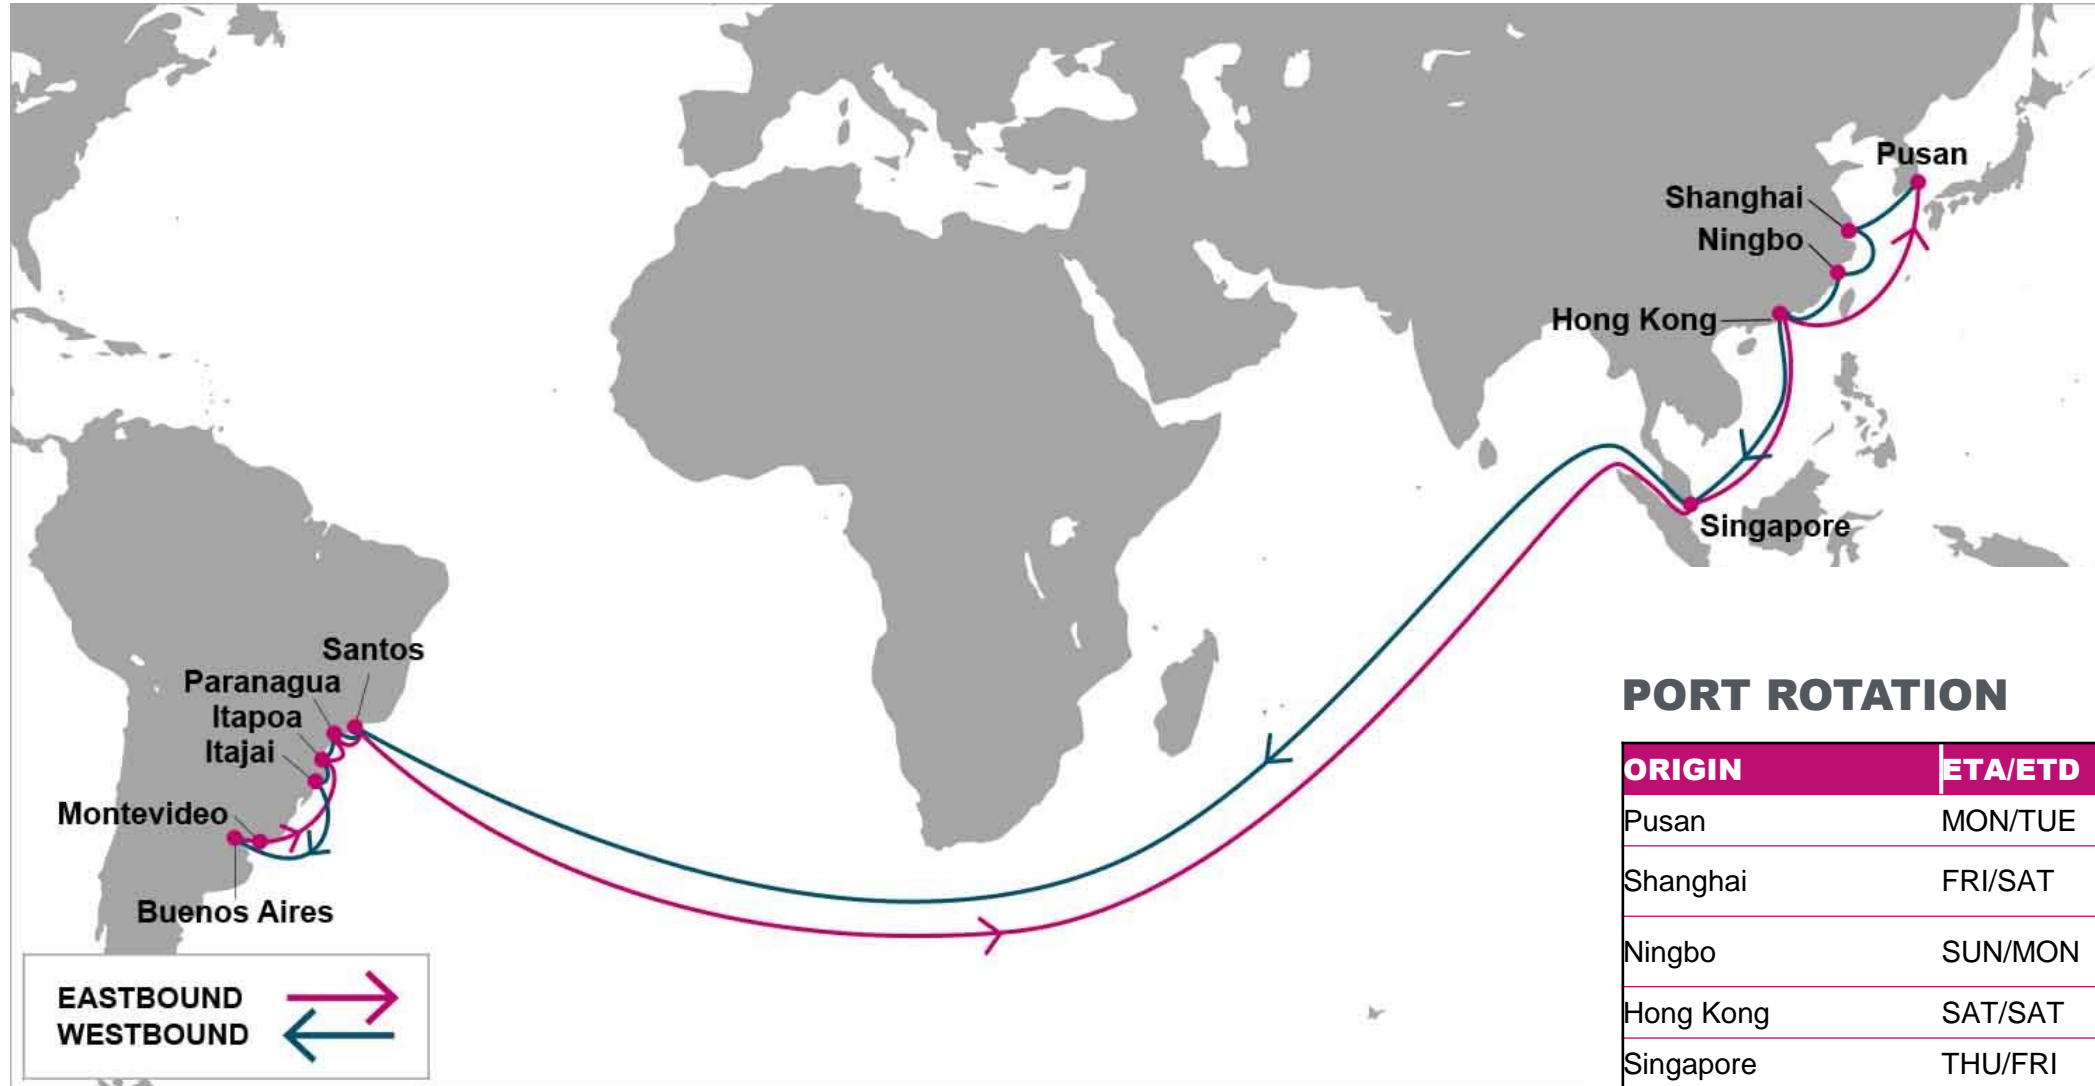 Pusan
Shanghai
Ningbo
Hong Kong
Singapore
Santos
Paranagua
Itapoa
Itajai
Montevideo
Buenos Aires
EASTBOUND
WESTBOUND
PORT ROTATION
ORIGIN ETA/ETD
Pusan MON/TUE
Shanghai FRI/SAT
Ningbo SUN/MON
Hong Kong SAT/SAT
Singapore THU/FRI